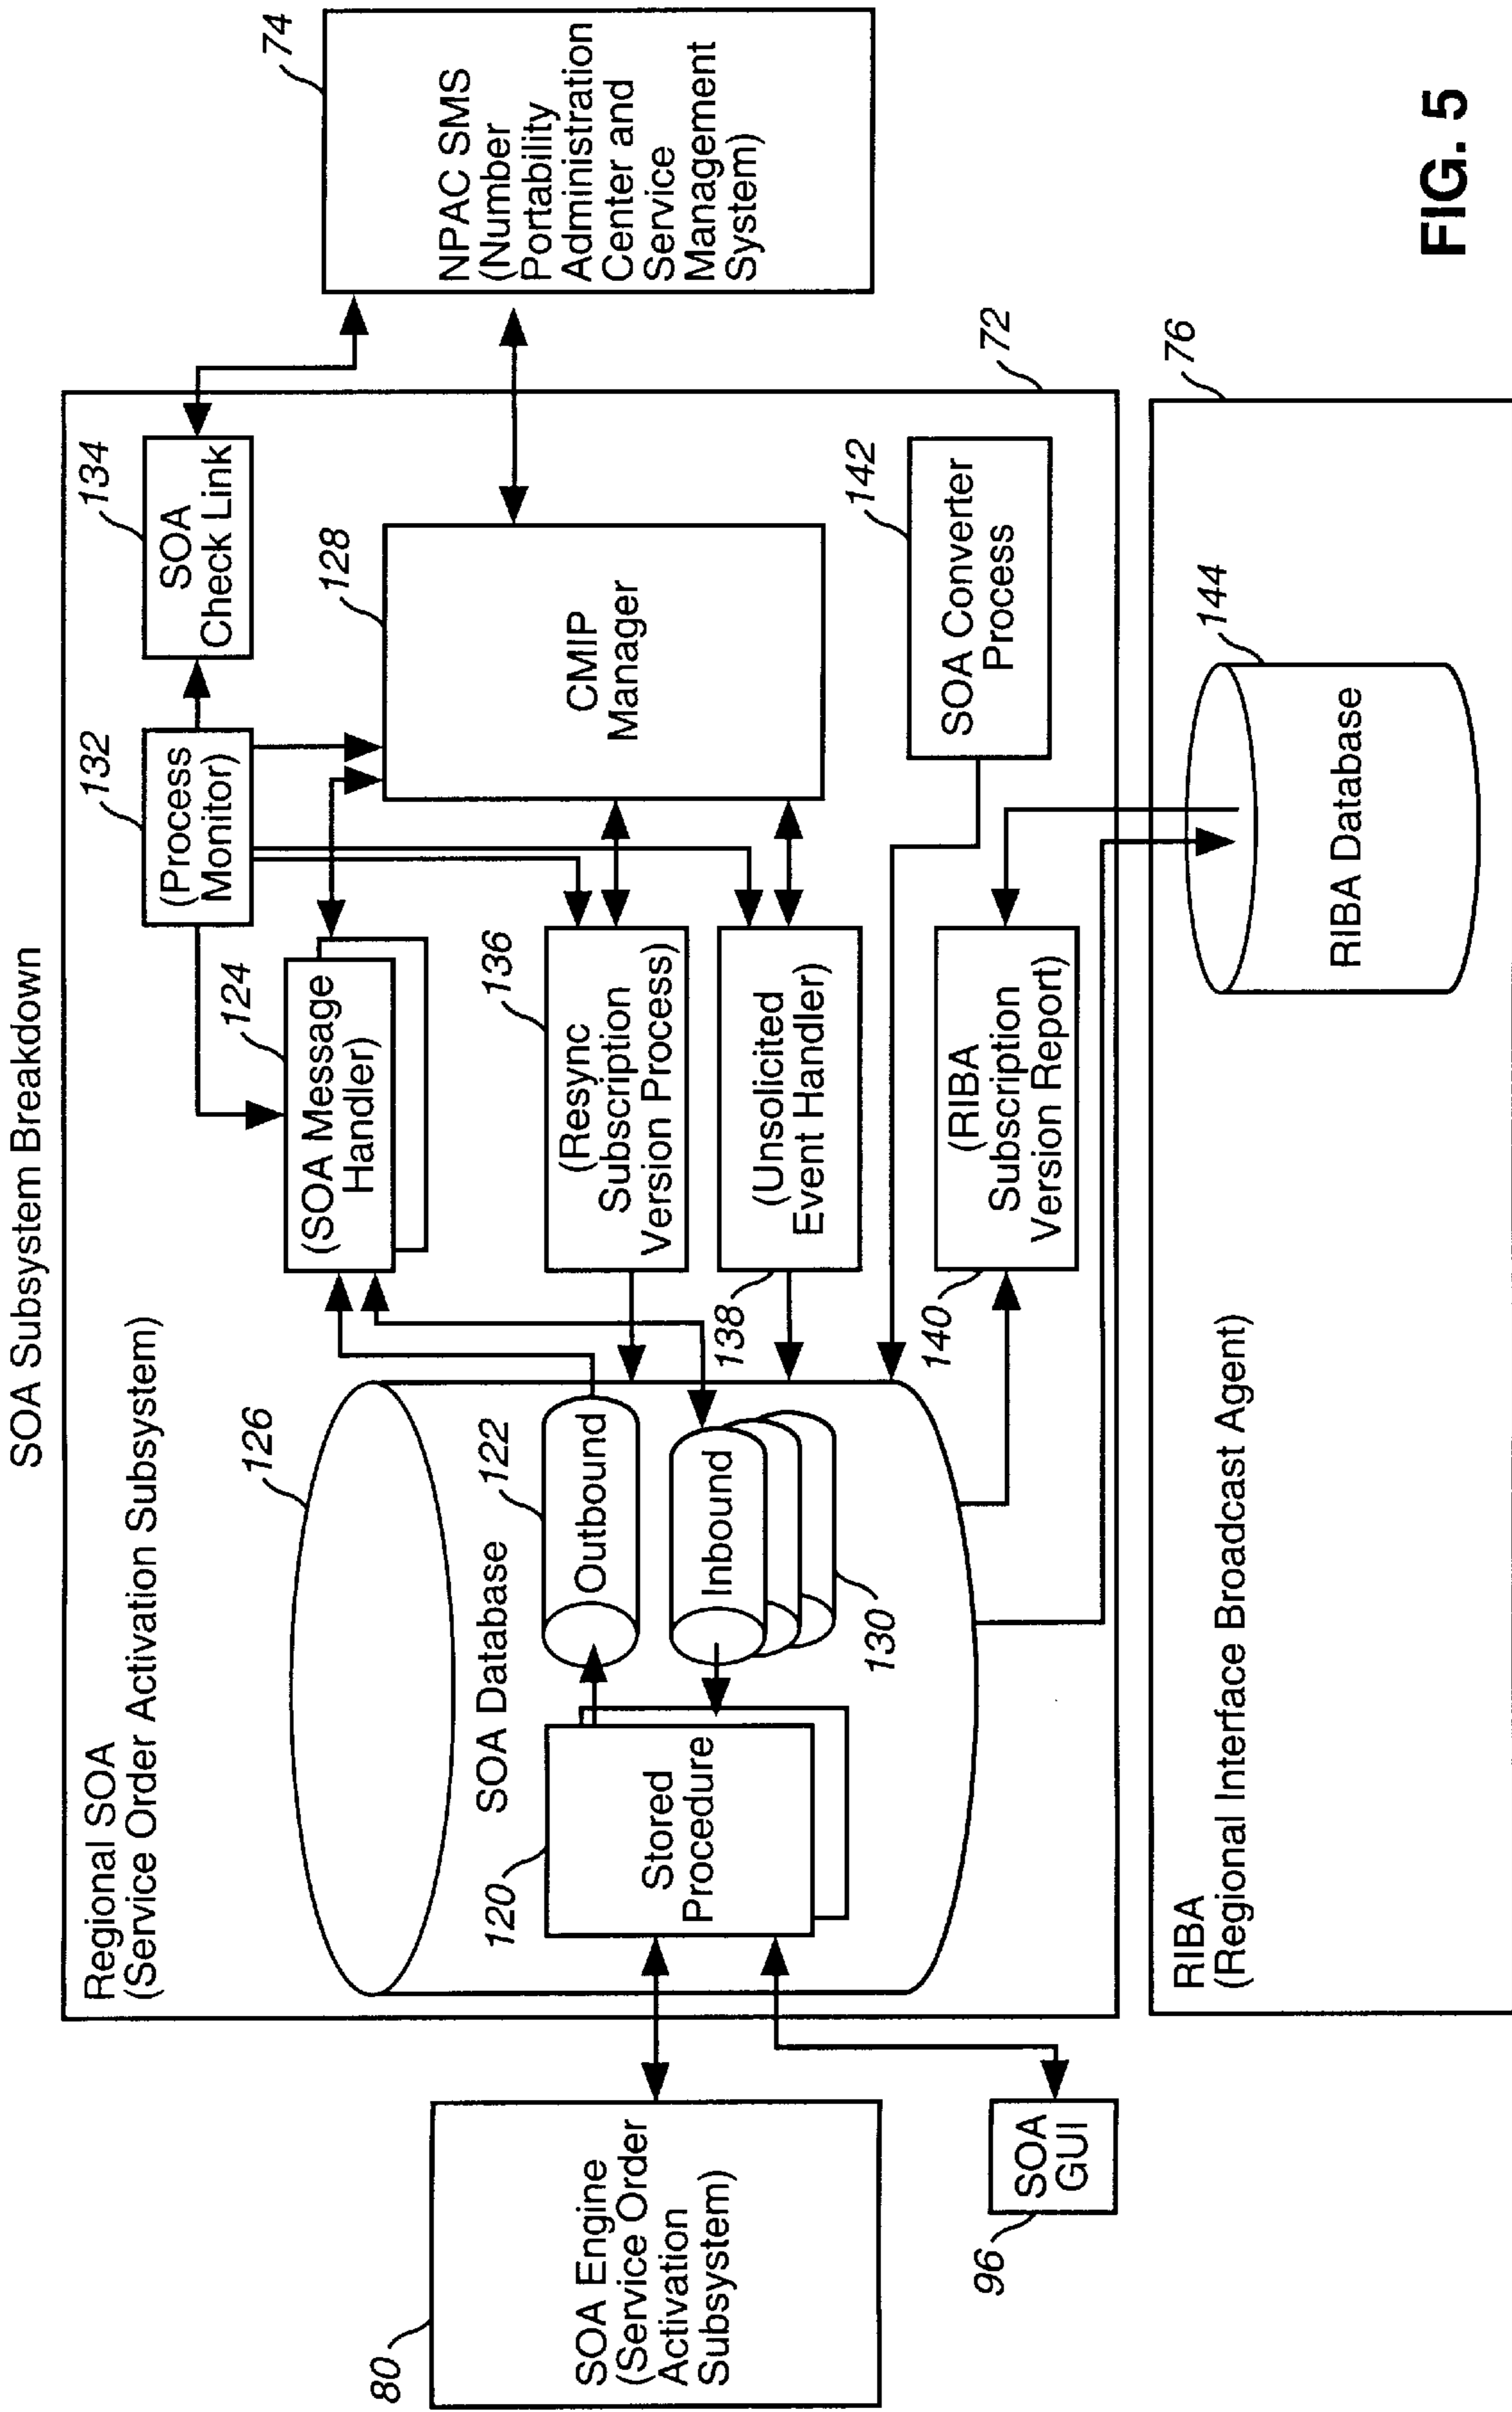 SOA Subsystem Breakdown
Regional SOA
(Service Order Activation Subsystem)
126
SOA Database
120
Stored
Procedure
122
Outbound
Inbound
130
124
(SOA Message
Handler)
132
(Process
Monitor)
134
SOA
Check Link
128
CMIP
Manager
136
(Resync
Subscription
Version Process)
138
(Unsolicited
Event Handler)
140
(RIBA
Subscription
Version Report)
142
SOA Converter
Process
72
74
NPAC SMS
(Number
Portability
Administration
Center and
Service
Management
System)
80
SOA Engine
(Service Order
Activation
Subsystem)
96
SOA
GUI
RIBA
(Regional Interface Broadcast Agent)
76
144
RIBA Database
FIG. 5